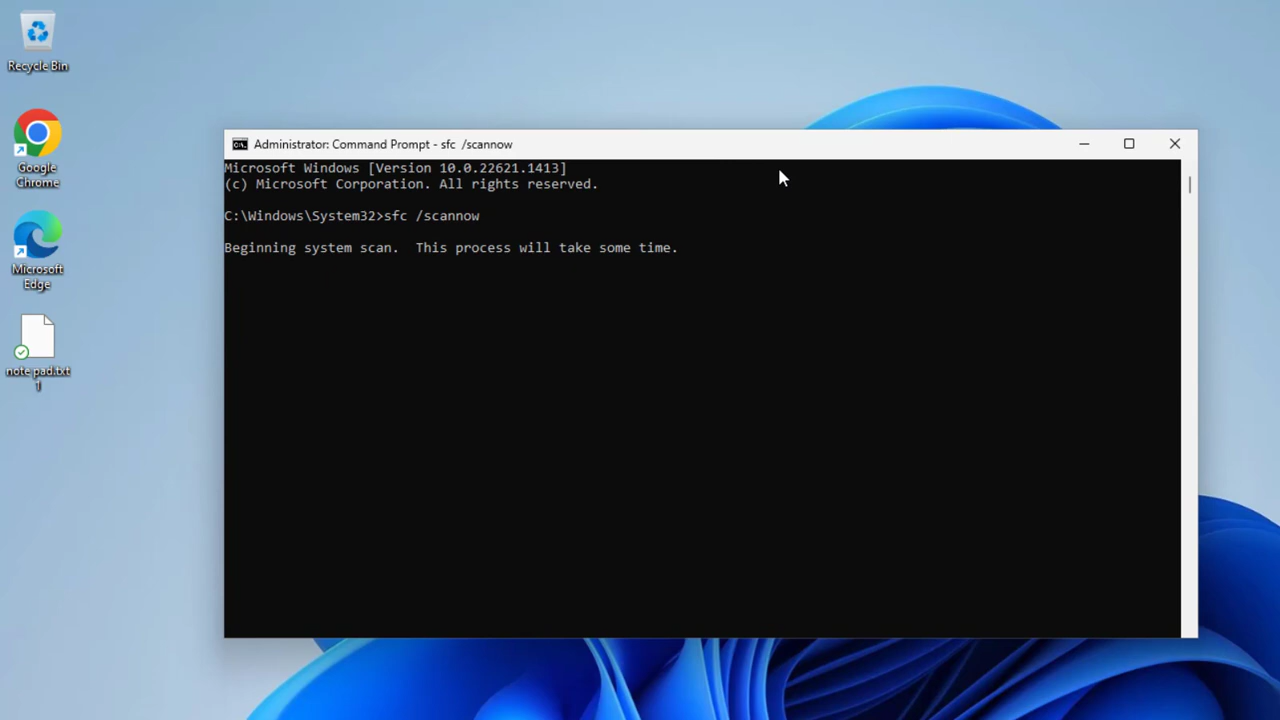 Recycle Bin
Google
Chrome
Microsoft
Edge
note pad.txt
1
Administrator: Command Prompt - sfc  /scannow
Microsoft Windows [Version 10.0.22621.1413]
(c) Microsoft Corporation. All rights reserved.
C:\Windows\System32>sfc /scannow
Beginning system scan.  This process will take some time.